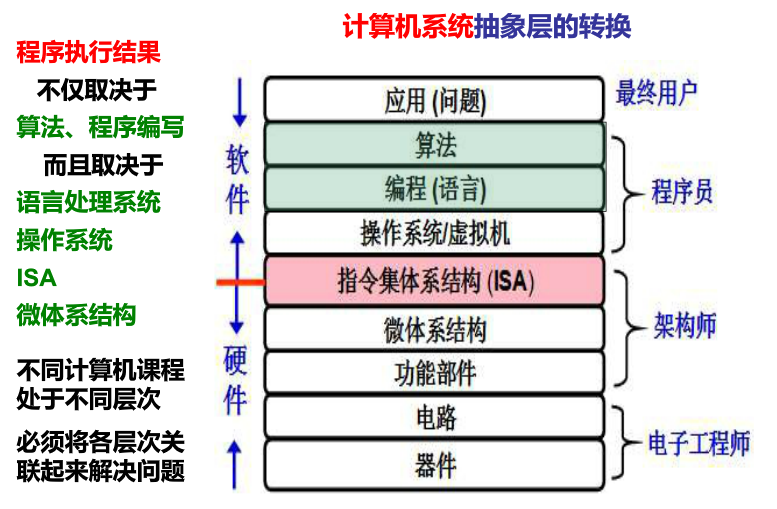 计算机系统抽象层的转换
程序执行结果
不仅取决于
算法、程序编写
而且取决于
语言处理系统
操作系统
ISA
微体系结构
不同计算机课程
处于不同层次
必须将各层次关
联起来解决问题
软件
硬件
应用 (问题)
算法
编程 (语言)
操作系统/虚拟机
指令集体系结构 (ISA)
微体系结构
功能部件
电路
器件
最终用户
程序员
架构师
电子工程师